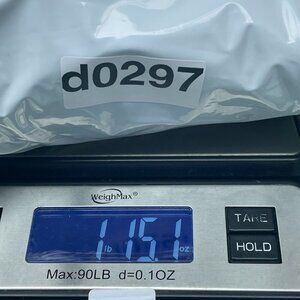 d0297
WeighMax
1 15.1
lb oz
TARE
HOLD
Max:90LB d=0.1OZ